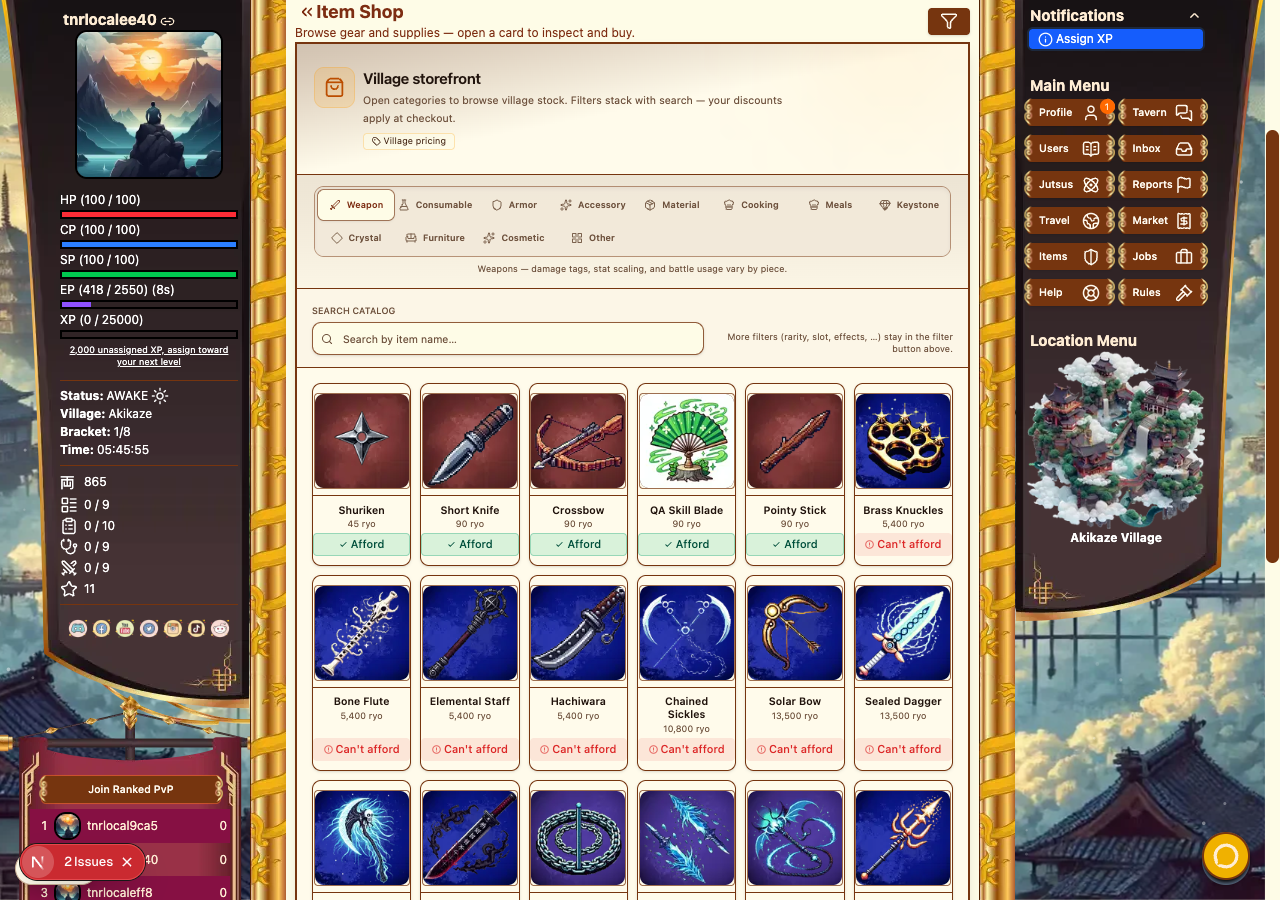 tnrlocalee40
HP (100 / 100)
CP (100 / 100)
SP (100 / 100)
EP (418 / 2550) (8s)
XP (0 / 25000)
2,000 unassigned XP, assign toward
your next level
Status: AWAKE
Village: Akikaze
Bracket: 1/8
Time: 05:45:55
865
0 / 9
0 / 10
0 / 9
0 / 9
11
Join Ranked PvP
1 tnrlocal9ca5 0
40 0
3 tnrlocaleff8 0
N 2 Issues
Item Shop
Browse gear and supplies — open a card to inspect and buy.
Village storefront
Open categories to browse village stock. Filters stack with search — your discounts
apply at checkout.
Village pricing
Weapon Consumable Armor Accessory Material Cooking Meals Keystone
Crystal Furniture Cosmetic Other
Weapons — damage tags, stat scaling, and battle usage vary by piece.
SEARCH CATALOG
Search by item name...
More filters (rarity, slot, effects, …) stay in the filter
button above.
Shuriken
45 ryo
Afford
Short Knife
90 ryo
Afford
Crossbow
90 ryo
Afford
QA Skill Blade
90 ryo
Afford
Pointy Stick
90 ryo
Afford
Brass Knuckles
5,400 ryo
Can't afford
Bone Flute
5,400 ryo
Can't afford
Elemental Staff
5,400 ryo
Can't afford
Hachiwara
5,400 ryo
Can't afford
Chained
Sickles
10,800 ryo
Can't afford
Solar Bow
13,500 ryo
Can't afford
Sealed Dagger
13,500 ryo
Can't afford
Notifications
Assign XP
Main Menu
Profile 1 Tavern
Users Inbox
Jutsus Reports
Travel Market
Items Jobs
Help Rules
Location Menu
Akikaze Village